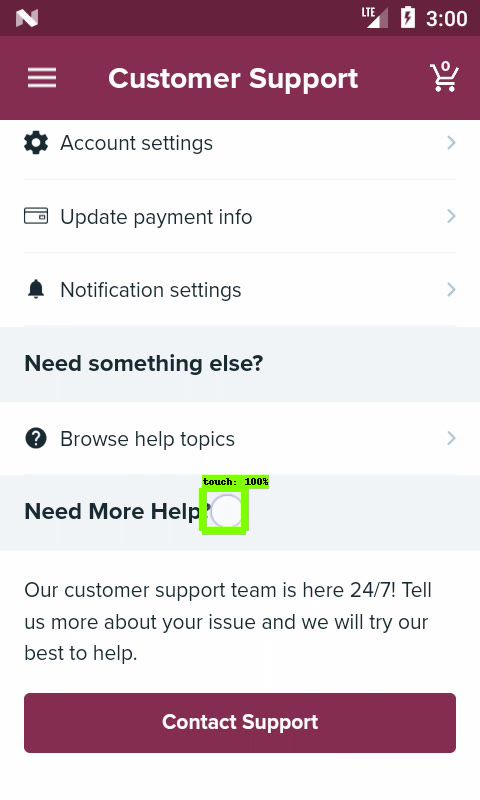 LTE
3:00
Customer Support
0
Account settings
Update payment info
Notification settings
Need something else?
Browse help topics
touch: 100%
Need More Help?
Our customer support team is here 24/7! Tell
us more about your issue and we will try our
best to help.
Contact Support